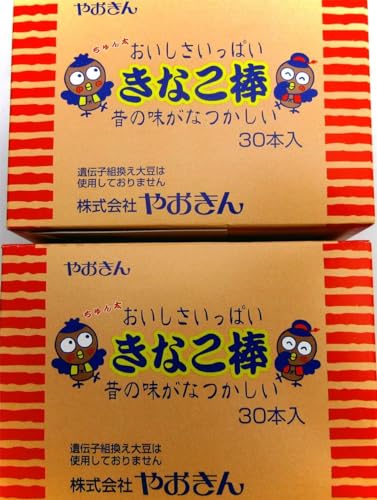 やおきん
ちゅん太
おいしさいっぱい
きなこ棒
昔の味がなつかしい
30本入
遺伝子組換え大豆は
使用しておりません
株式会社 やおきん
やおきん
ちゅん太
おいしさいっぱい
きなこ棒
昔の味がなつかしい
30本入
遺伝子組換え大豆は
使用しておりません
株式会社 やおきん